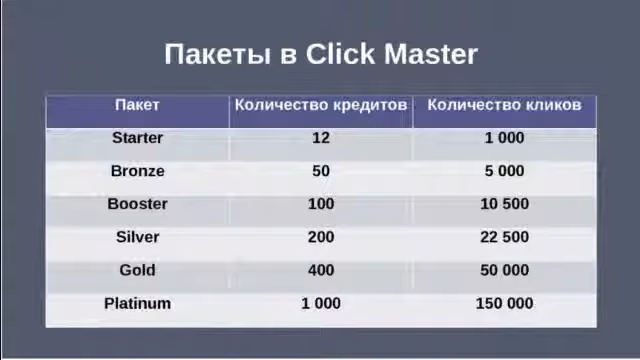 Пакеты в Click Master
Пакет Количество кредитов Количество кликов
Starter 12 1 000
Bronze 50 5 000
Booster 100 10 500
Silver 200 22 500
Gold 400 50 000
Platinum 1 000 150 000